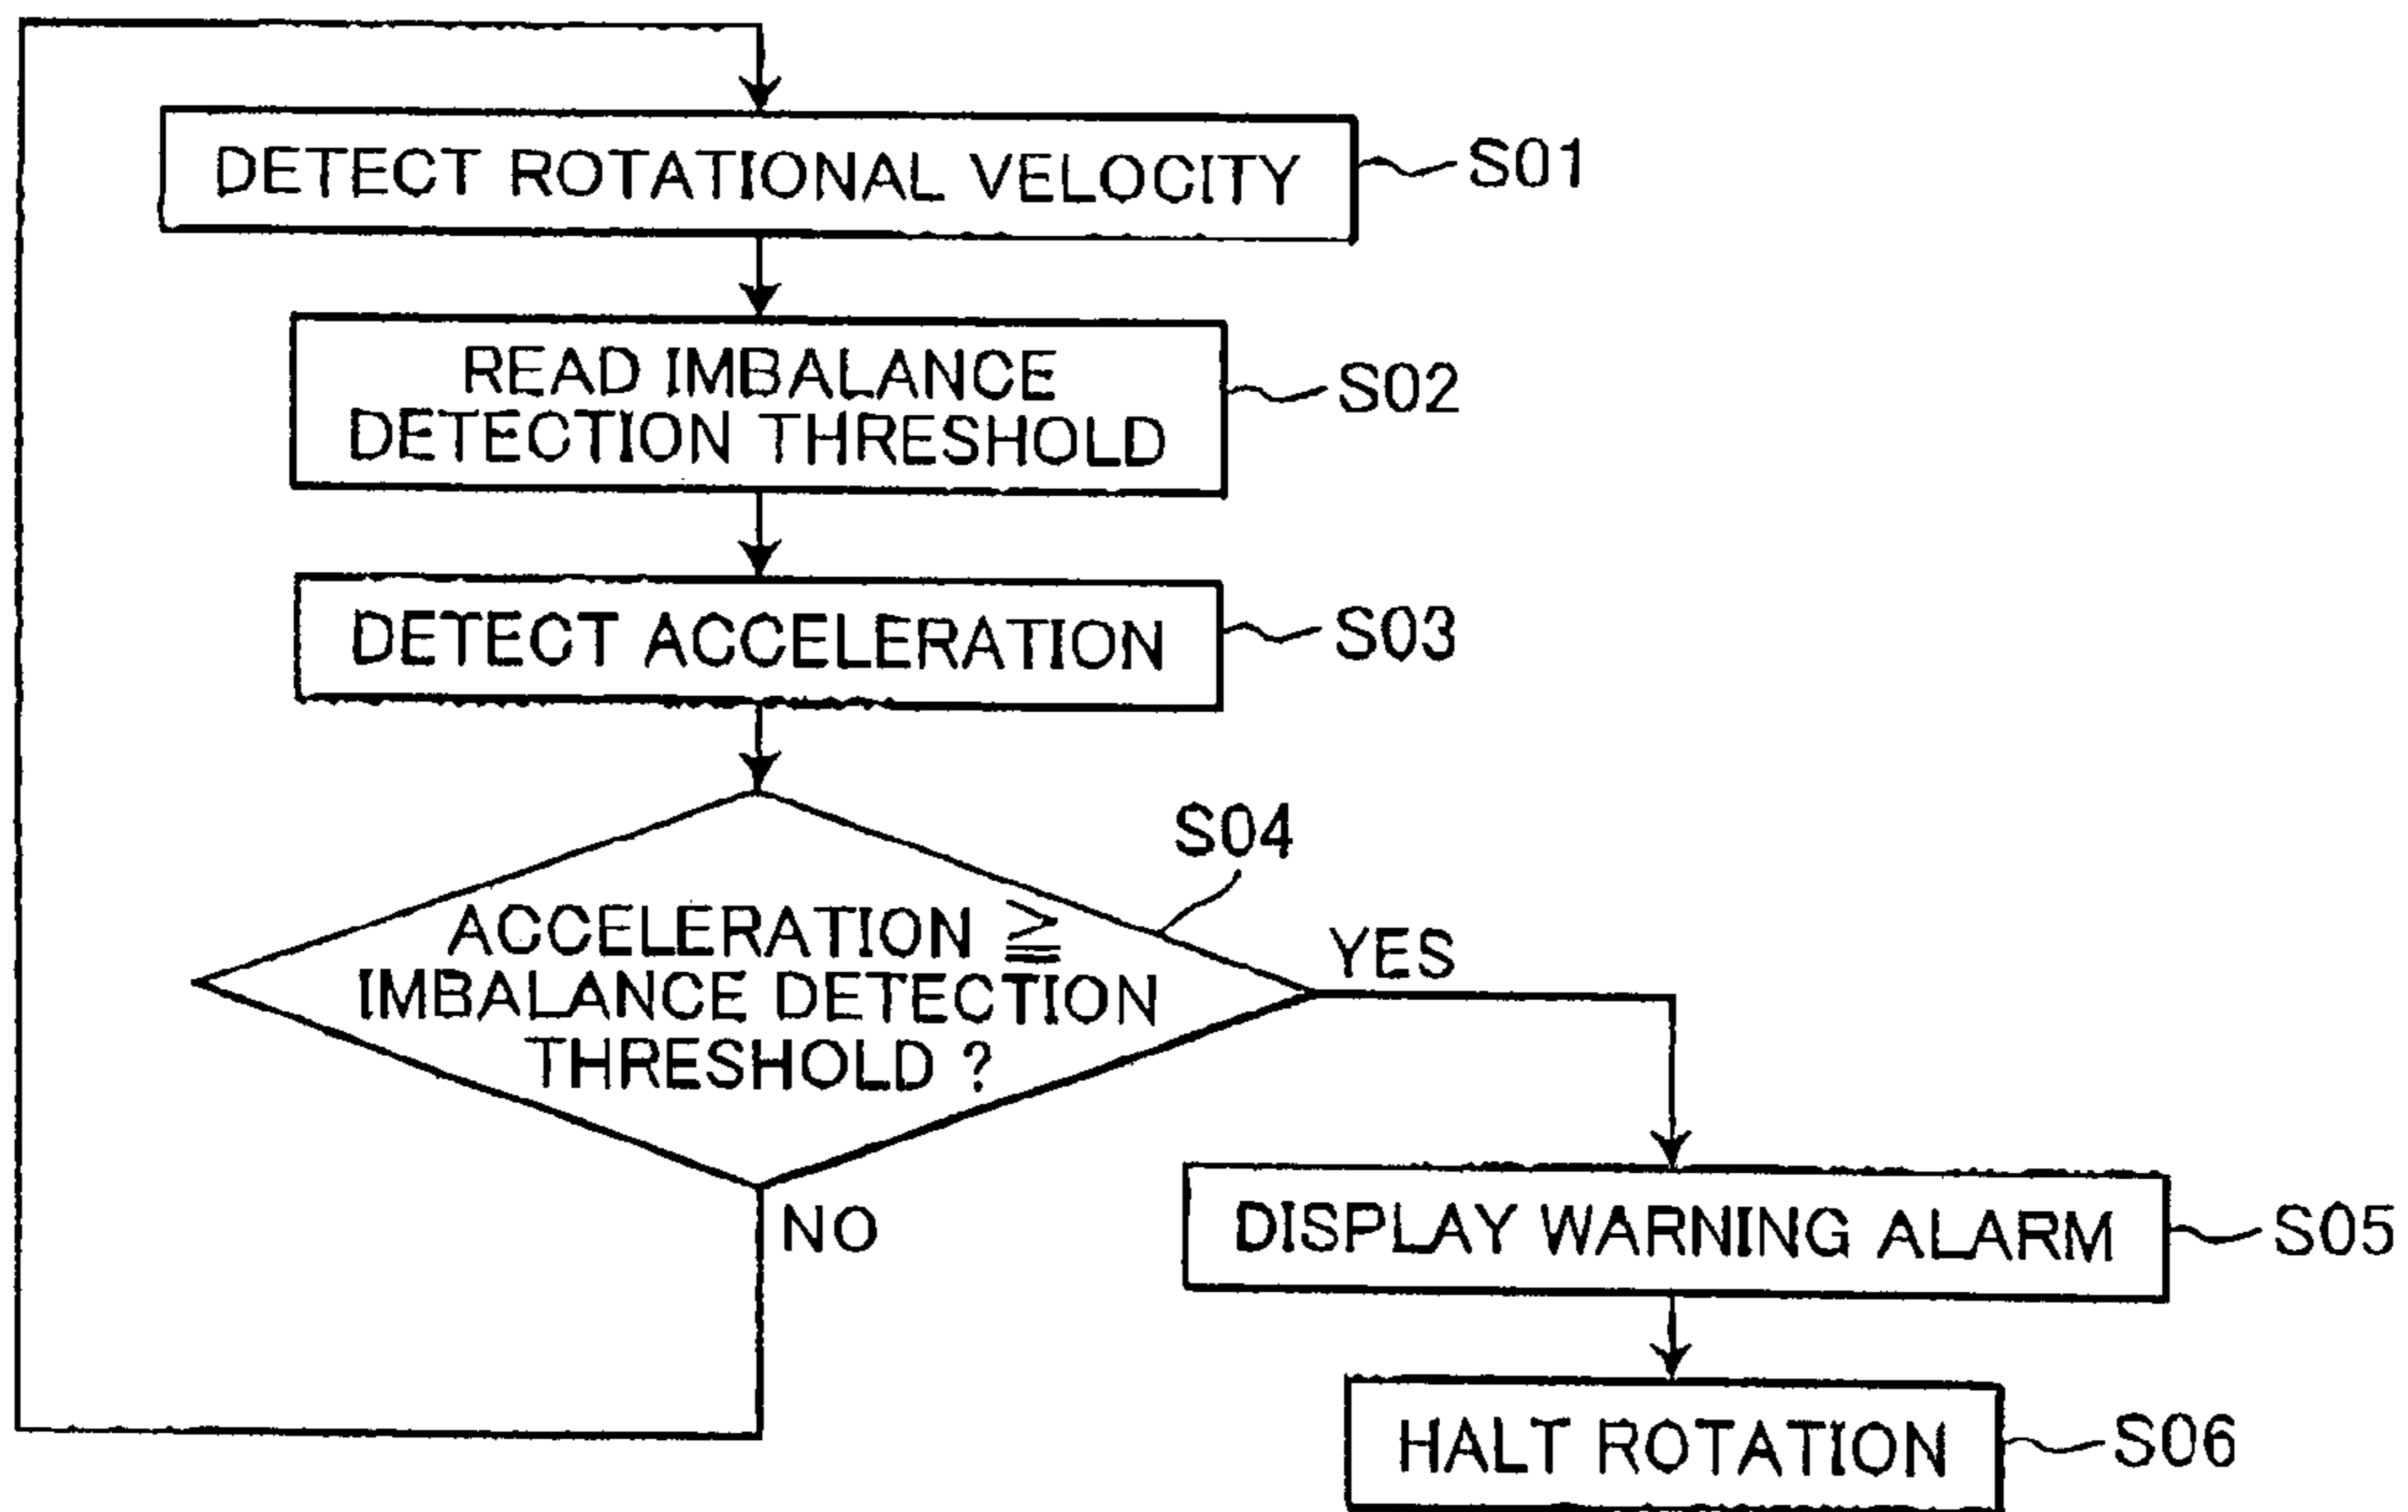 DETECT ROTATIONAL VELOCITY
S01
READ IMBALANCE
DETECTION THRESHOLD
S02
DETECT ACCELERATION
S03
S04
ACCELERATION ≧
IMBALANCE DETECTION
THRESHOLD ?
YES
NO
DISPLAY WARNING ALARM
S05
HALT ROTATION
S06